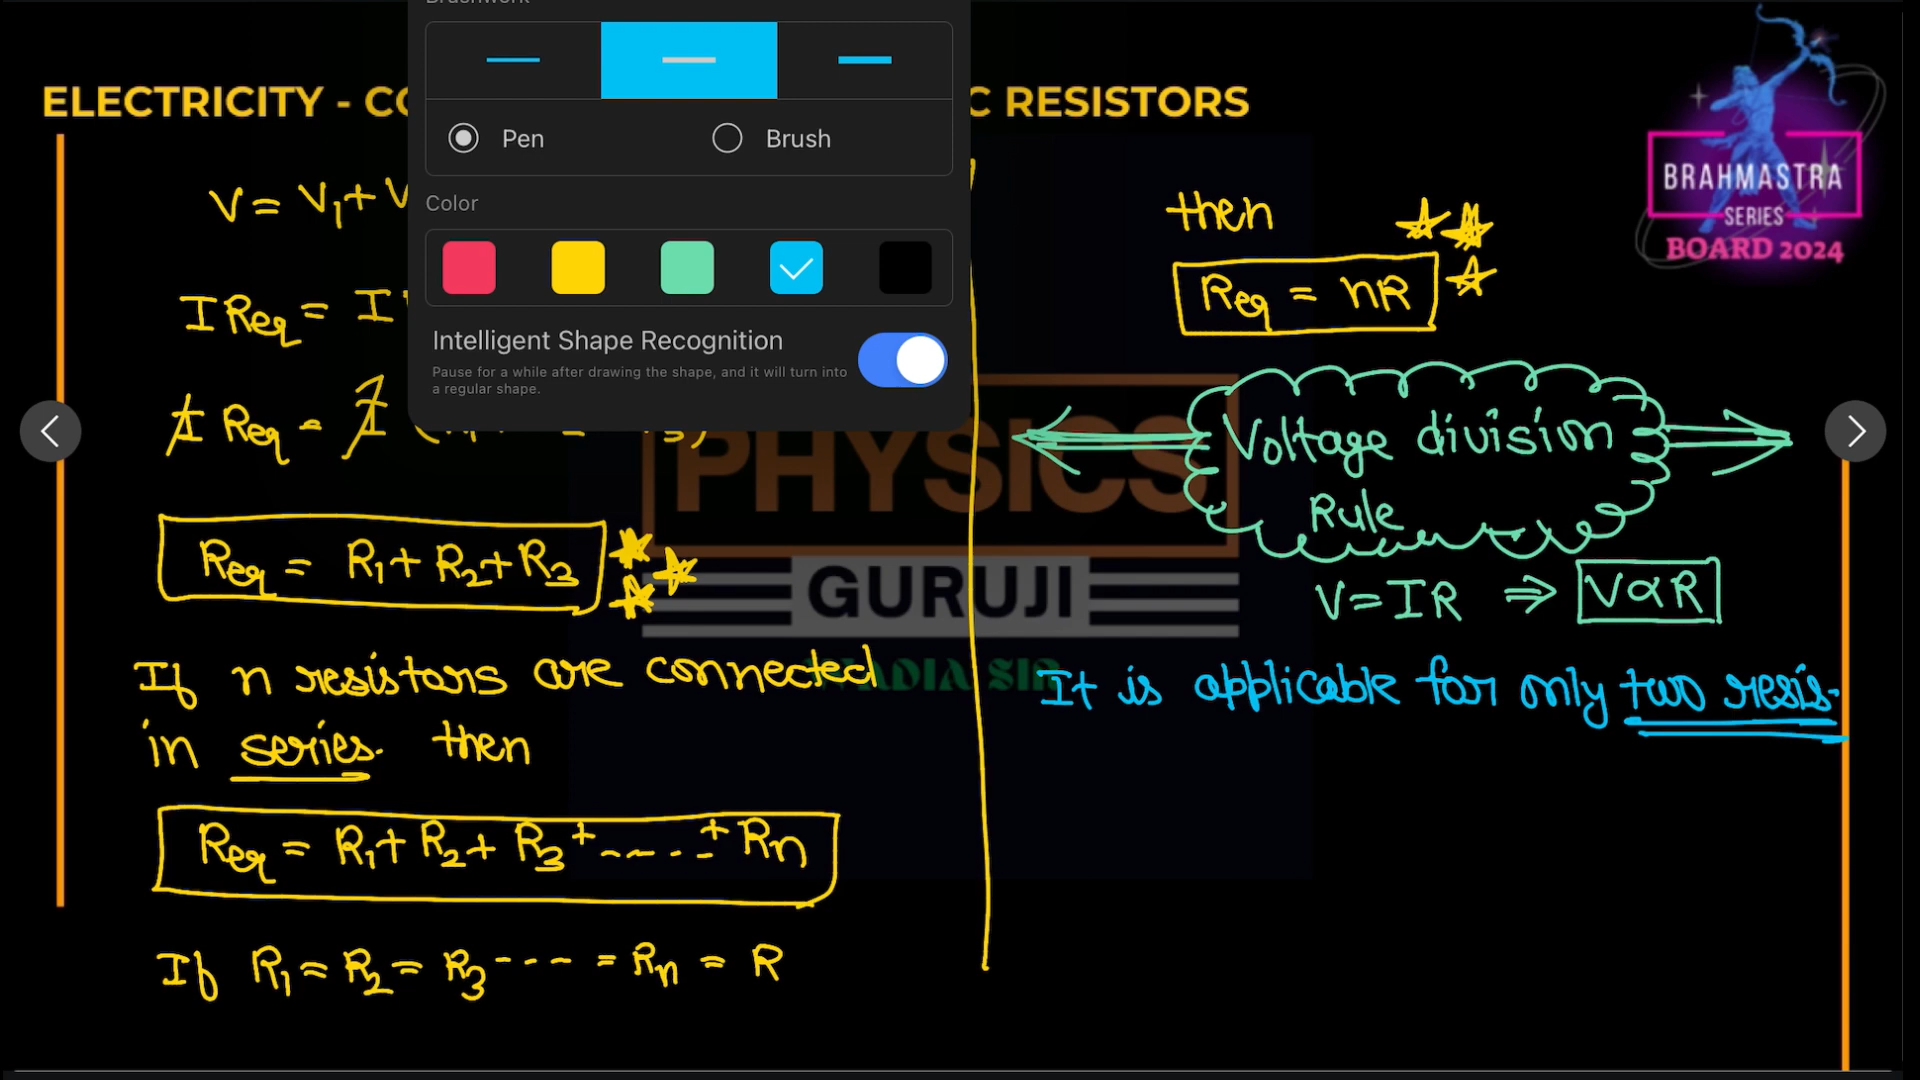 ELECTRICITY - CO
C RESISTORS
Pen
Brush
Color
Intelligent Shape Recognition
Pause for a while after drawing the shape, and it will turn into
a regular shape.
V = V₁ + V
I Req = I
I Req = I
Req = R₁ + R₂ + R₃
If n resistors are connected
in series. then
Req = R₁ + R₂ + R₃ + ----- + Rn
If R₁ = R₂ = R₃ ---- = Rn = R
then
Req = nR
Voltage division
Rule
V = IR ⇒ V∝R
It is applicable for only two resis-
BRAHMASTRA
SERIES
BOARD 2024
PHYSICS
GURUJI
WADIA SIR